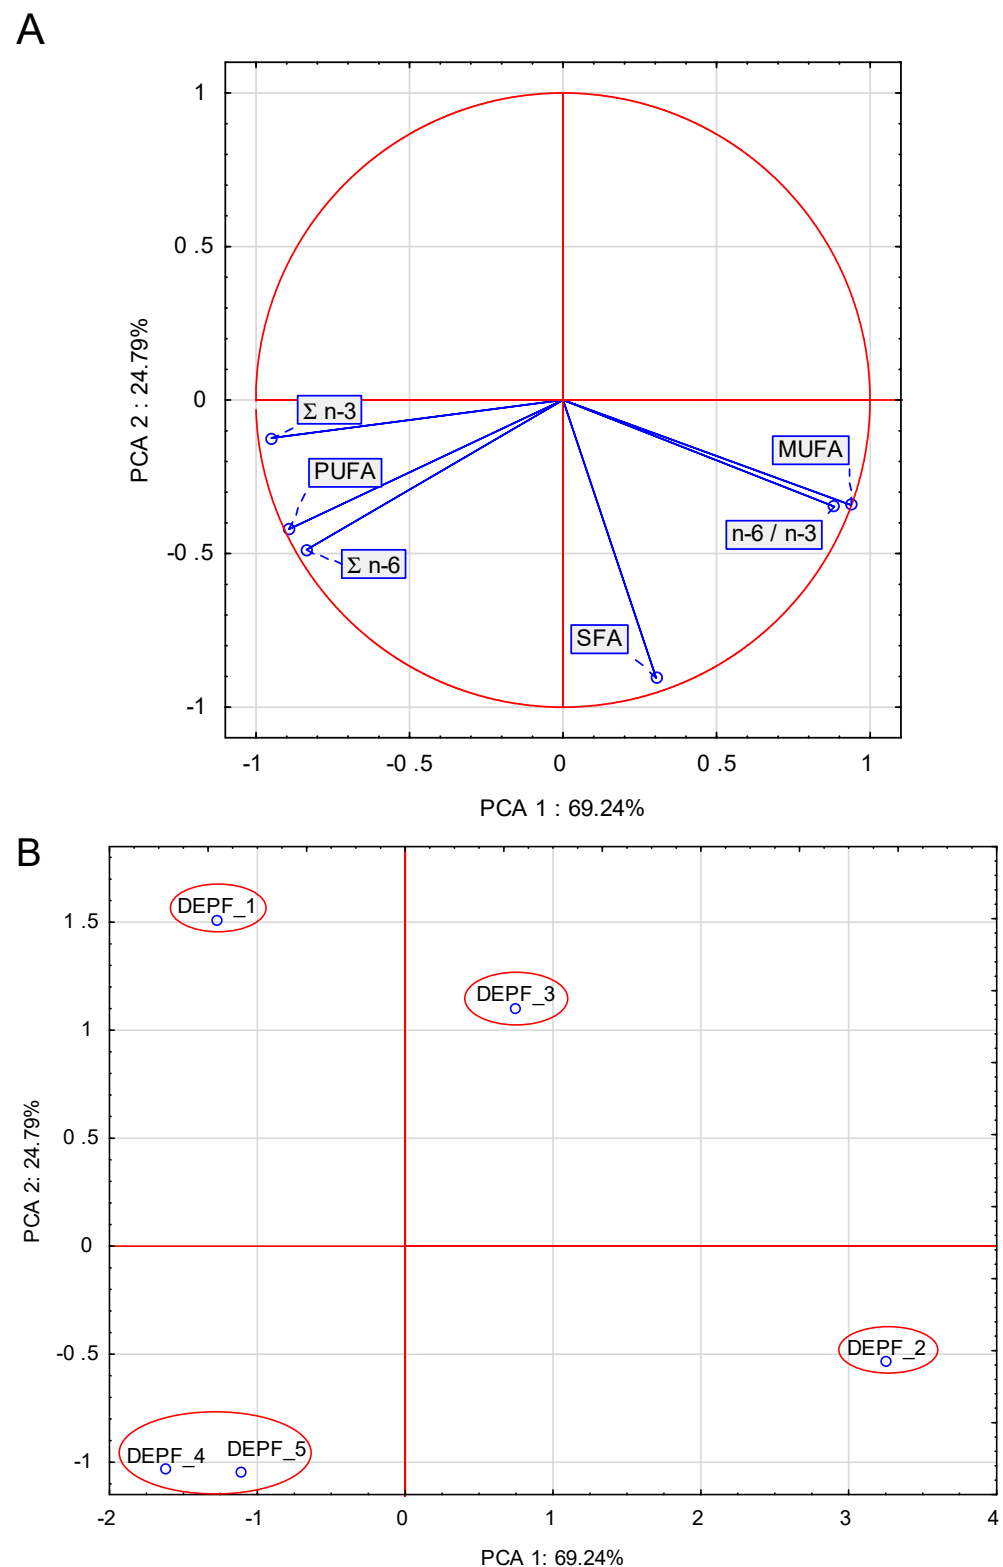 A
1
0 .5
0
-0 .5
-1
PCA 2 : 24.79%
Σ n-3
PUFA
Σ n-6
MUFA
n-6 / n-3
SFA
-1
-0 .5
0
0 .5
1
PCA 1 : 69.24%
B
1 .5
1
0 .5
0
-0 .5
-1
PCA 2: 24.79%
DEPF_1
DEPF_3
DEPF_2
DEPF_4
DEPF_5
-2
-1
0
1
2
3
4
PCA 1: 69.24%